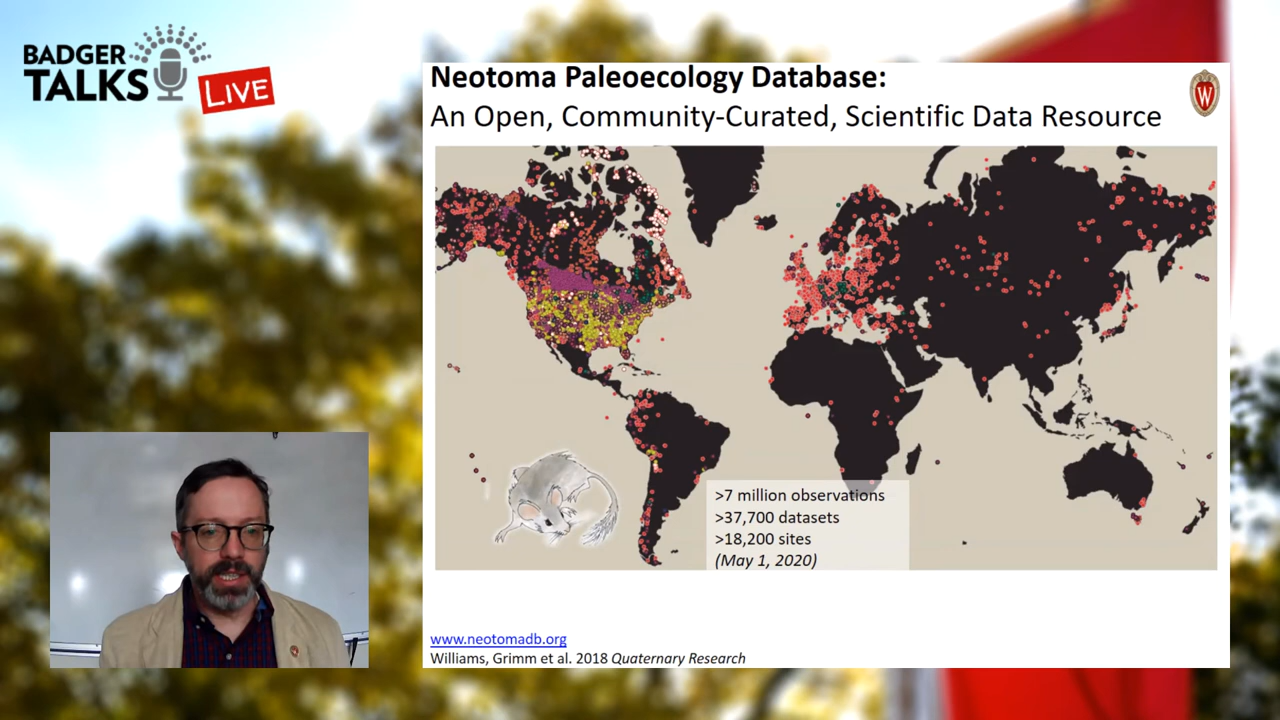 BADGER
TALKS
LIVE
Neotoma Paleoecology Database:
An Open, Community-Curated, Scientific Data Resource
W
>7 million observations
>37,700 datasets
>18,200 sites
(May 1, 2020)
www.neotomadb.org
Williams, Grimm et al. 2018 Quaternary Research